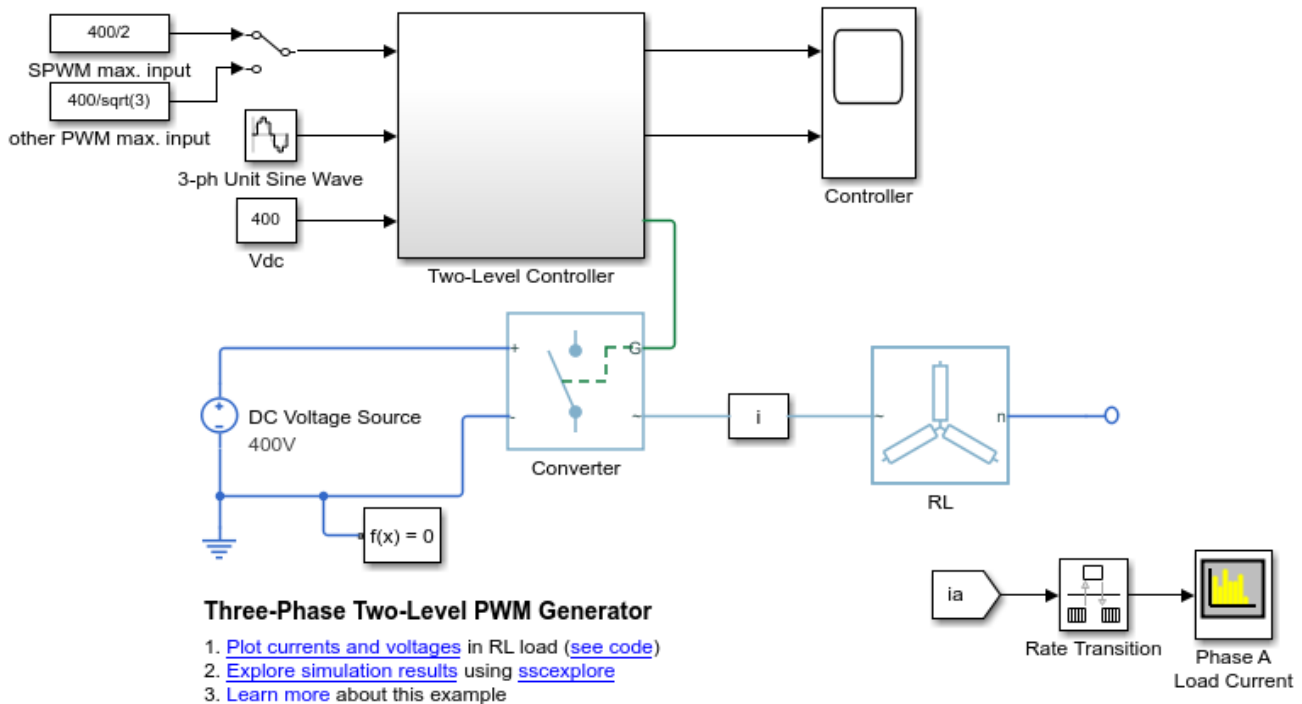 400/2
SPWM max. input
400/sqrt(3)
other PWM max. input
3-ph Unit Sine Wave
400
Vdc
Two-Level Controller
Controller
+
-
G
~
Converter
+
-
DC Voltage Source
400V
i
~
n
RL
f(x) = 0
ia
Rate Transition
Phase A
Load Current
Three-Phase Two-Level PWM Generator
1. Plot currents and voltages in RL load (see code)
2. Explore simulation results using sscexplore
3. Learn more about this example